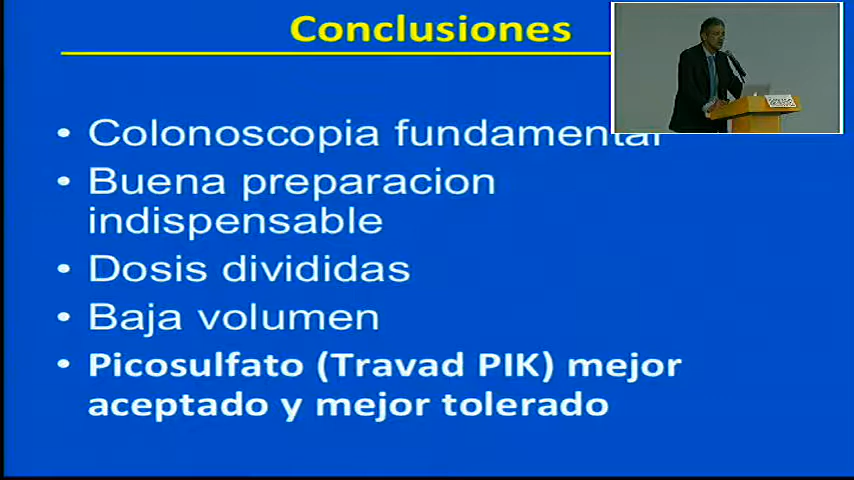 Conclusiones
• Colonoscopia fundamental
• Buena preparacion
indispensable
• Dosis divididas
• Baja volumen
• Picosulfato (Travad PIK) mejor
aceptado y mejor tolerado